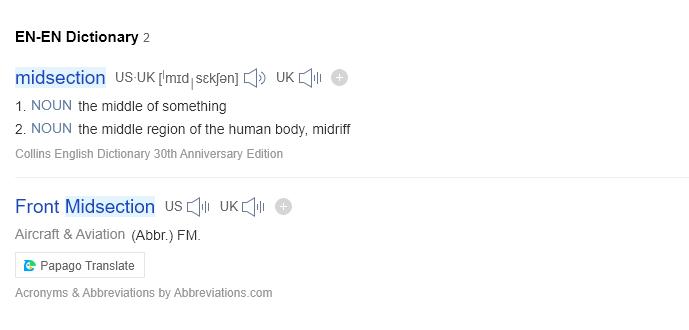 EN-EN Dictionary 2
midsection US·UK [ˈmɪdˌsɛkʃən] UK
1. NOUN the middle of something
2. NOUN the middle region of the human body, midriff
Collins English Dictionary 30th Anniversary Edition
Front Midsection US UK
Aircraft & Aviation (Abbr.) FM.
Papago Translate
Acronyms & Abbreviations by Abbreviations.com